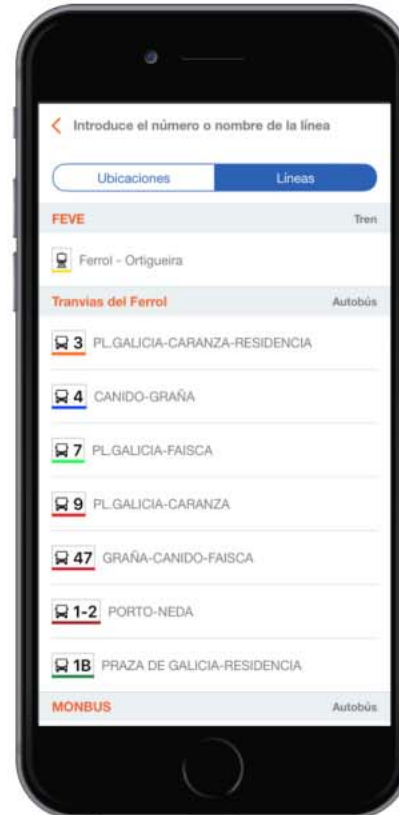 Introduce el número o nombre de la línea
Ubicaciones Líneas
FEVE Tren
Ferrol - Ortigueira
Tranvias del Ferrol Autobús
3 PL.GALICIA-CARANZA-RESIDENCIA
4 CANIDO-GRAÑA
7 PL.GALICIA-FAISCA
9 PL.GALICIA-CARANZA
47 GRAÑA-CANIDO-FAISCA
1-2 PORTO-NEDA
1B PRAZA DE GALICIA-RESIDENCIA
MONBUS Autobús